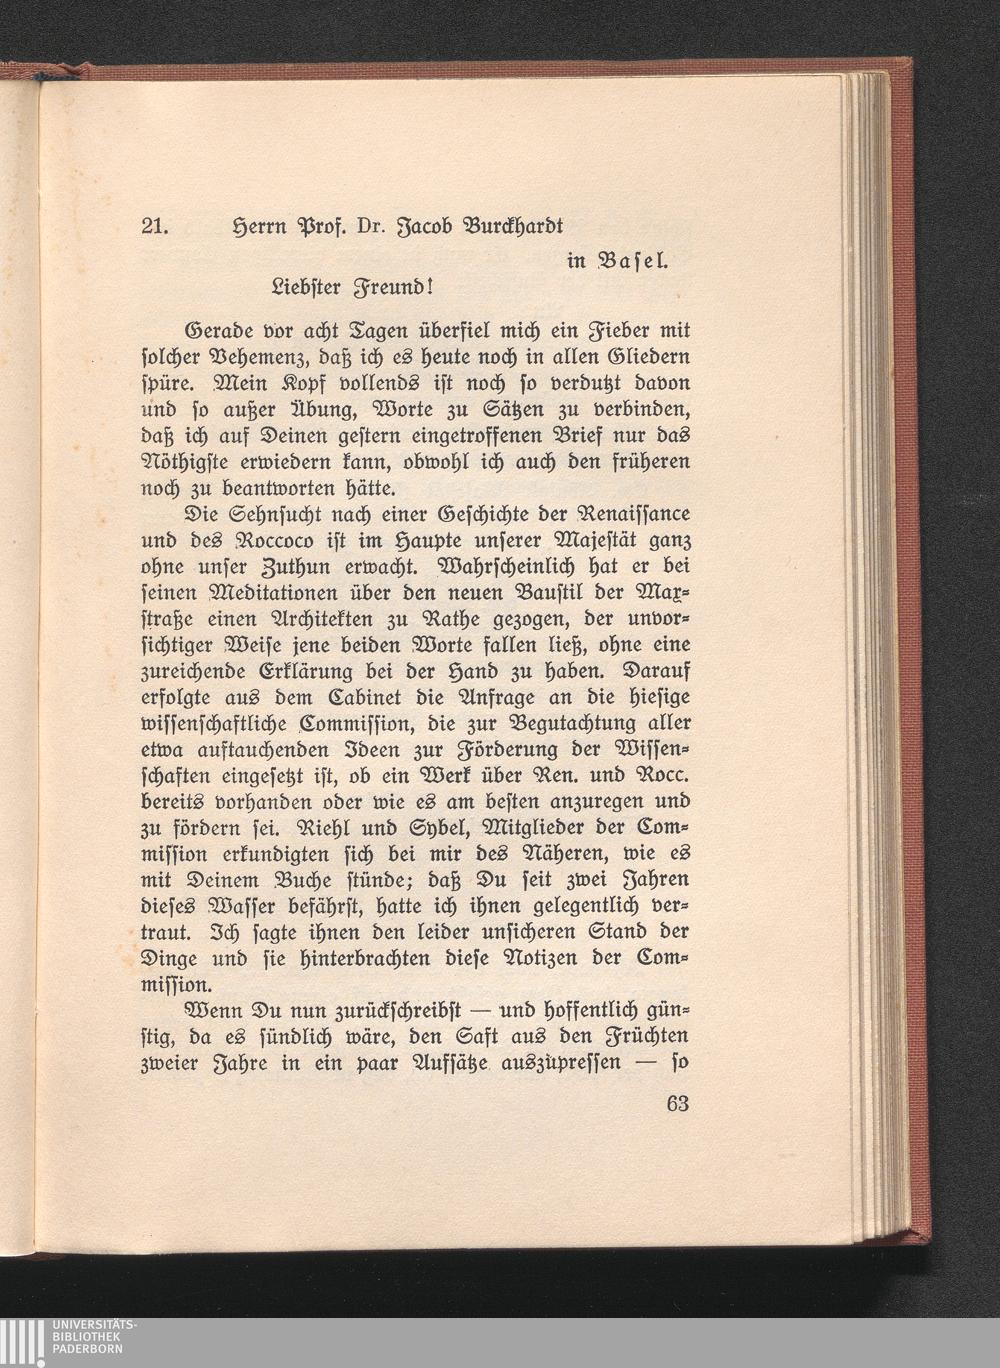 21. Herrn Prof. Dr. Jacob Burckhardt
in Basel.
Liebster Freund!
Gerade vor acht Tagen überfiel mich ein Fieber mit
solcher Vehemenz, daß ich es heute noch in allen Gliedern
spüre. Mein Kopf vollends ist noch so verdutzt davon
und so außer Übung, Worte zu Sätzen zu verbinden,
daß ich auf Deinen gestern eingetroffenen Brief nur das
Nöthigste erwiedern kann, obwohl ich auch den früheren
noch zu beantworten hätte.
Die Sehnsucht nach einer Geschichte der Renaissance
und des Roccoco ist im Haupte unserer Majestät ganz
ohne unser Zuthun erwacht. Wahrscheinlich hat er bei
seinen Meditationen über den neuen Baustil der Max-
straße einen Architekten zu Rathe gezogen, der unvor-
sichtiger Weise jene beiden Worte fallen ließ, ohne eine
zureichende Erklärung bei der Hand zu haben. Darauf
erfolgte aus dem Cabinet die Anfrage an die hiesige
wissenschaftliche Commission, die zur Begutachtung aller
etwa auftauchenden Ideen zur Förderung der Wissen-
schaften eingesetzt ist, ob ein Werk über Ren. und Rocc.
bereits vorhanden oder wie es am besten anzuregen und
zu fördern sei. Riehl und Sybel, Mitglieder der Com-
mission erkundigten sich bei mir des Näheren, wie es
mit Deinem Buche stünde; daß Du seit zwei Jahren
dieses Wasser befährst, hatte ich ihnen gelegentlich ver-
traut. Ich sagte ihnen den leider unsicheren Stand der
Dinge und sie hinterbrachten diese Notizen der Com-
mission.
Wenn Du nun zurückschreibst — und hoffentlich gün-
stig, da es sündlich wäre, den Saft aus den Früchten
zweier Jahre in ein paar Aufsätze auszupressen — so
63
UNIVERSITÄTS-
BIBLIOTHEK
PADERBORN